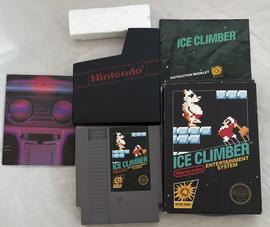 ICE CLIMBER
INSTRUCTION BOOKLET
Nintendo
ICE CLIMBER
ICE CLIMBER
Nintendo
ENTERTAINMENT
SYSTEM